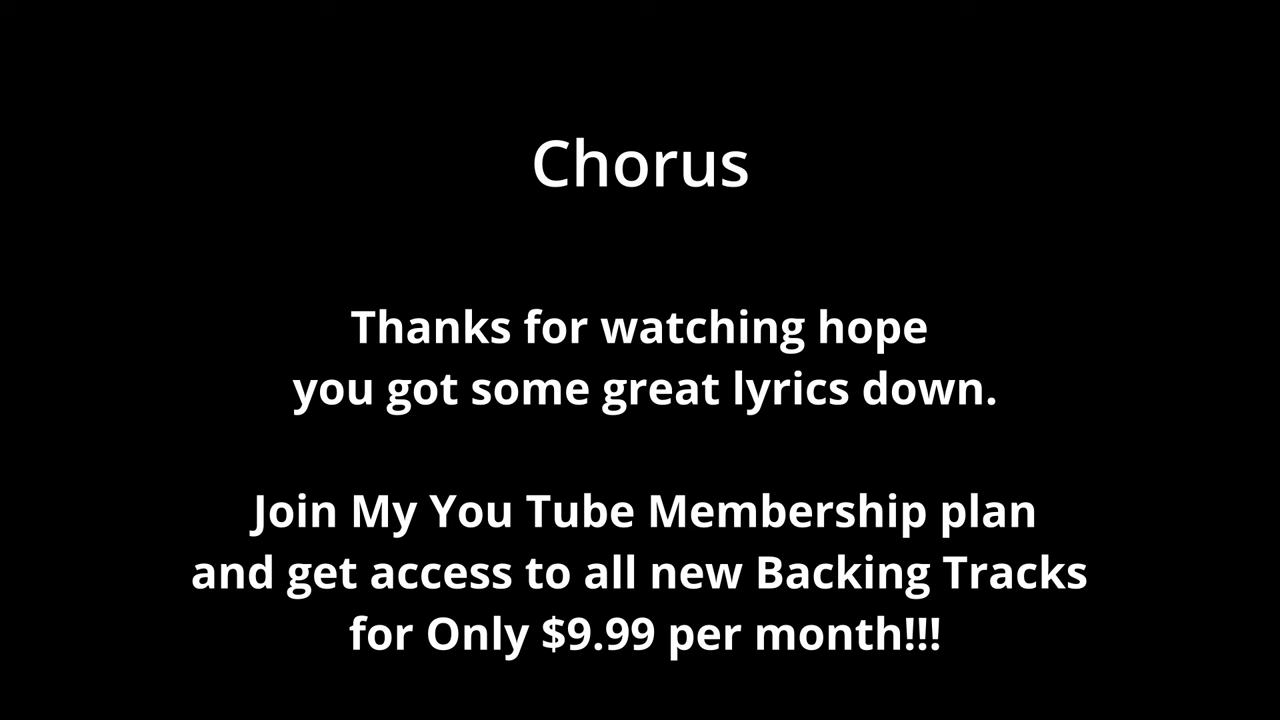 Chorus
Thanks for watching hope
you got some great lyrics down.
Join My You Tube Membership plan
and get access to all new Backing Tracks
for Only $9.99 per month!!!